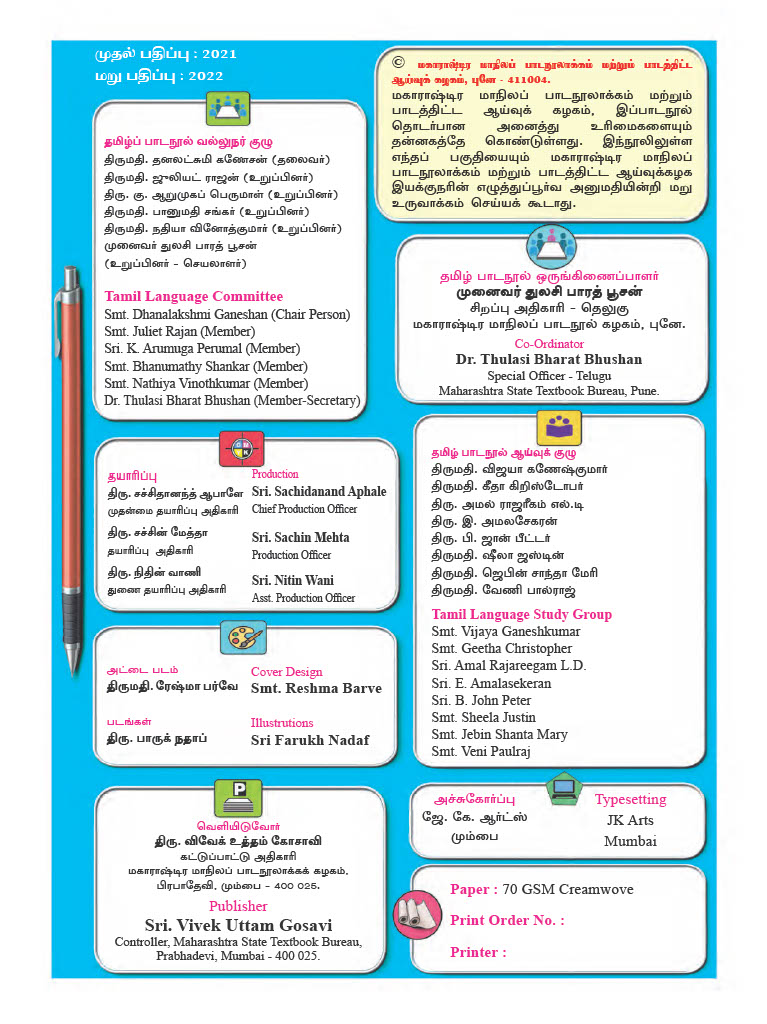 முதல் பதிப்பு : 2021
மறு பதிப்பு : 2022
© மகாராஷ்டிர மாநிலப் பாடநூலாக்கம் மற்றும் பாடத்திட்ட
ஆய்வுக் கழகம், புனே - 411004.
மகாராஷ்டிர மாநிலப் பாடநூலாக்கம் மற்றும்
பாடத்திட்ட ஆய்வுக் கழகம், இப்பாடநூல்
தொடர்பான அனைத்து உரிமைகளையும்
தன்னகத்தே கொண்டுள்ளது. இந்நூலிலுள்ள
எந்தப் பகுதியையும் மகாராஷ்டிர மாநிலப்
பாடநூலாக்கம் மற்றும் பாடத்திட்ட ஆய்வுக்கழக
இயக்குநரின் எழுத்துப்பூர்வ அனுமதியின்றி மறு
உருவாக்கம் செய்யக் கூடாது.
தமிழ்ப் பாடநூல் வல்லுநர் குழு
திருமதி. தனலட்சுமி கணேசன் (தலைவர்)
திருமதி. ஜுலியட் ராஜன் (உறுப்பினர்)
திரு. கு. ஆறுமுகப் பெருமாள் (உறுப்பினர்)
திருமதி. பானுமதி சங்கர் (உறுப்பினர்)
திருமதி. நதியா வினோத்குமார் (உறுப்பினர்)
முனைவர் துலசி பாரத் பூசன்
(உறுப்பினர் - செயலாளர்)
Tamil Language Committee
Smt. Dhanalakshmi Ganeshan (Chair Person)
Smt. Juliet Rajan (Member)
Sri. K. Arumuga Perumal (Member)
Smt. Bhanumathy Shankar (Member)
Smt. Nathiya Vinothkumar (Member)
Dr. Thulasi Bharat Bhushan (Member-Secretary)
தமிழ் பாடநூல் ஒருங்கிணைப்பாளர்
முனைவர் துலசி பாரத் பூசன்
சிறப்பு அதிகாரி - தெலுகு
மகாராஷ்டிர மாநிலப் பாடநூல் கழகம், புனே.
Co-Ordinator
Dr. Thulasi Bharat Bhushan
Special Officer - Telugu
Maharashtra State Textbook Bureau, Pune.
தயாரிப்பு Production
திரு. சச்சிதானந்த் ஆபாளே Sri. Sachidanand Aphale
முதன்மை தயாரிப்பு அதிகாரி Chief Production Officer
திரு. சச்சின் மேத்தா Sri. Sachin Mehta
தயாரிப்பு அதிகாரி Production Officer
திரு. நிதின் வாணி Sri. Nitin Wani
துணை தயாரிப்பு அதிகாரி Asst. Production Officer
தமிழ் பாடநூல் ஆய்வுக் குழு
திருமதி. விஜயா கணேஷ்குமார்
திருமதி. கீதா கிறிஸ்டோபர்
திரு. அமல் ராஜரீகம் எல்.டி
திரு. இ. அமலசேகரன்
திரு. பி. ஜான் பீட்டர்
திருமதி. ஷீலா ஜஸ்டின்
திருமதி. ஜெபின் சாந்தா மேரி
திருமதி. வேணி பால்ராஜ்
Tamil Language Study Group
Smt. Vijaya Ganeshkumar
Smt. Geetha Christopher
Sri. Amal Rajareegam L.D.
Sri. E. Amalasekeran
Sri. B. John Peter
Smt. Sheela Justin
Smt. Jebin Shanta Mary
Smt. Veni Paulraj
அட்டை படம் Cover Design
திருமதி. ரேஷ்மா பர்வே Smt. Reshma Barve
படங்கள் Illustrutions
திரு. பாருக் நதாப் Sri Farukh Nadaf
P
வெளியிடுவோர்
திரு. விவேக் உத்தம் கோசாவி
கட்டுப்பாட்டு அதிகாரி
மகாராஷ்டிர மாநிலப் பாடநூலாக்கக் கழகம்,
பிரபாதேவி, மும்பை - 400 025.
Publisher
Sri. Vivek Uttam Gosavi
Controller, Maharashtra State Textbook Bureau,
Prabhadevi, Mumbai - 400 025.
அச்சுகோர்ப்பு Typesetting
ஜே. கே. ஆர்ட்ஸ் JK Arts
மும்பை Mumbai
Paper : 70 GSM Creamwove
Print Order No. :
Printer :